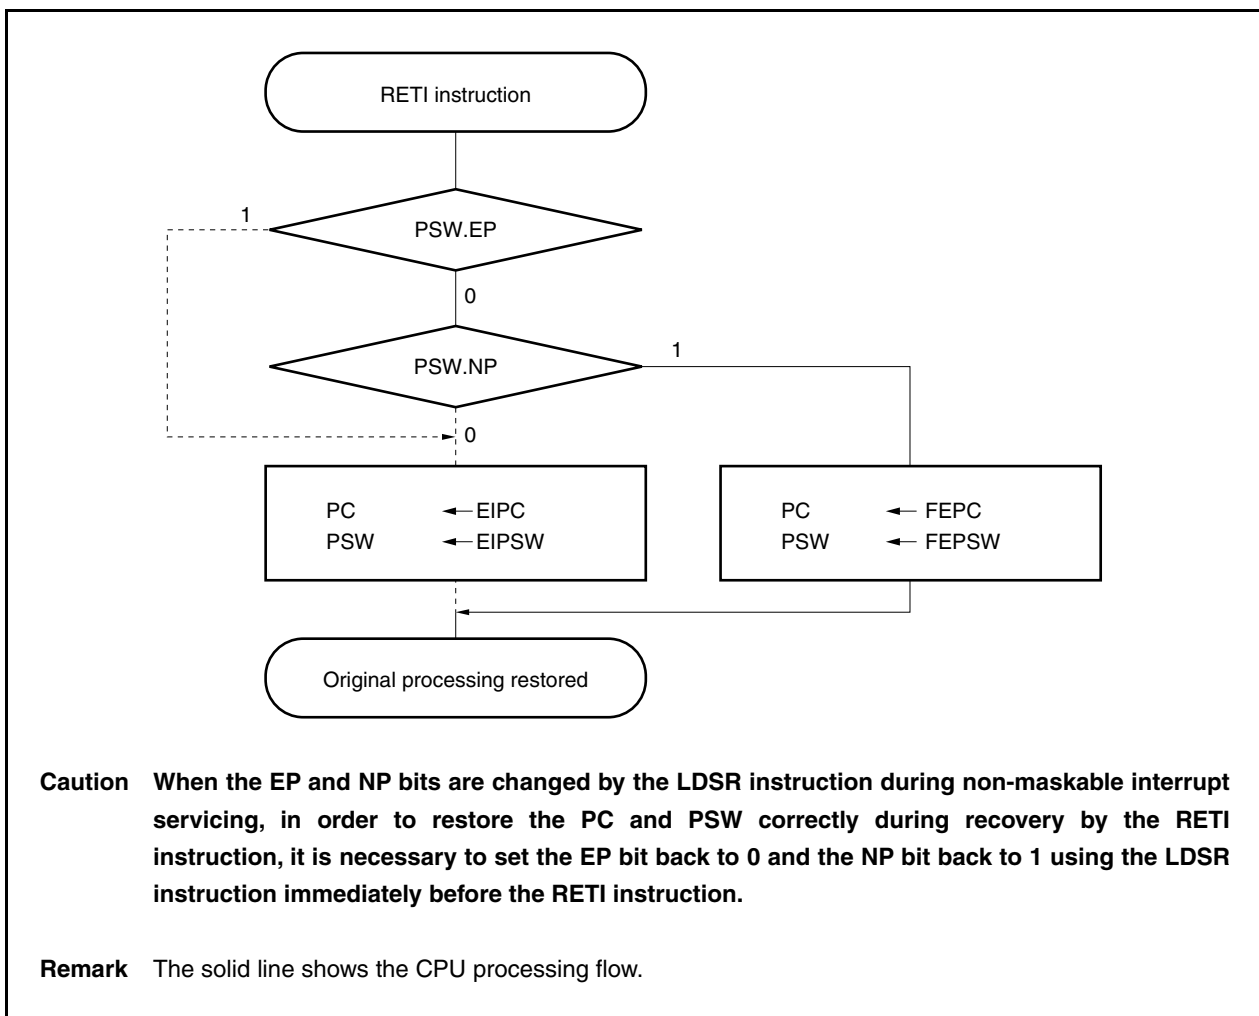 RETI instruction
1
PSW.EP
0
PSW.NP
1
0
PC EIPC
PSW EIPSW
PC FEPC
PSW FEPSW
Original processing restored
Caution When the EP and NP bits are changed by the LDSR instruction during non-maskable interrupt
servicing, in order to restore the PC and PSW correctly during recovery by the RETI
instruction, it is necessary to set the EP bit back to 0 and the NP bit back to 1 using the LDSR
instruction immediately before the RETI instruction.
Remark The solid line shows the CPU processing flow.